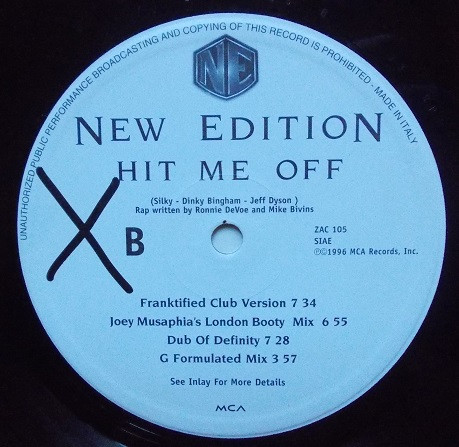 UNAUTHORIZED PUBLIC PERFORMANCE BROADCASTING AND COPYING OF THIS RECORD IS PROHIBITED - MADE IN ITALY
NE
NEW EDITION
HIT ME OFF
(Silky - Dinky Bingham - Jeff Dyson )
Rap written by Ronnie DeVoe and Mike Bivins
X
B
ZAC 105
SIAE
℗©1996 MCA Records, Inc.
Franktified Club Version 7 34
Joey Musaphia's London Booty Mix 6 55
Dub Of Definity 7 28
G Formulated Mix 3 57
See Inlay For More Details
MCA